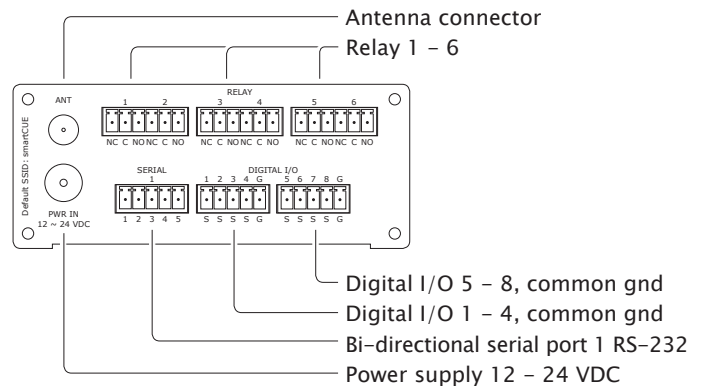 Antenna connector
Relay 1 – 6
RELAY
ANT
1 2 3 4 5 6
NC C NO NC C NO NC C NO NC C NO NC C NO NC C NO
Default SSID: smartCUE
SERIAL
DIGITAL I/O
1
1 2 3 4 G
5 6 7 8 G
PWR IN
12 ~ 24 VDC
1 2 3 4 5
S S S S G
S S S S G
Digital I/O 5 – 8, common gnd
Digital I/O 1 – 4, common gnd
Bi–directional serial port 1 RS–232
Power supply 12 – 24 VDC